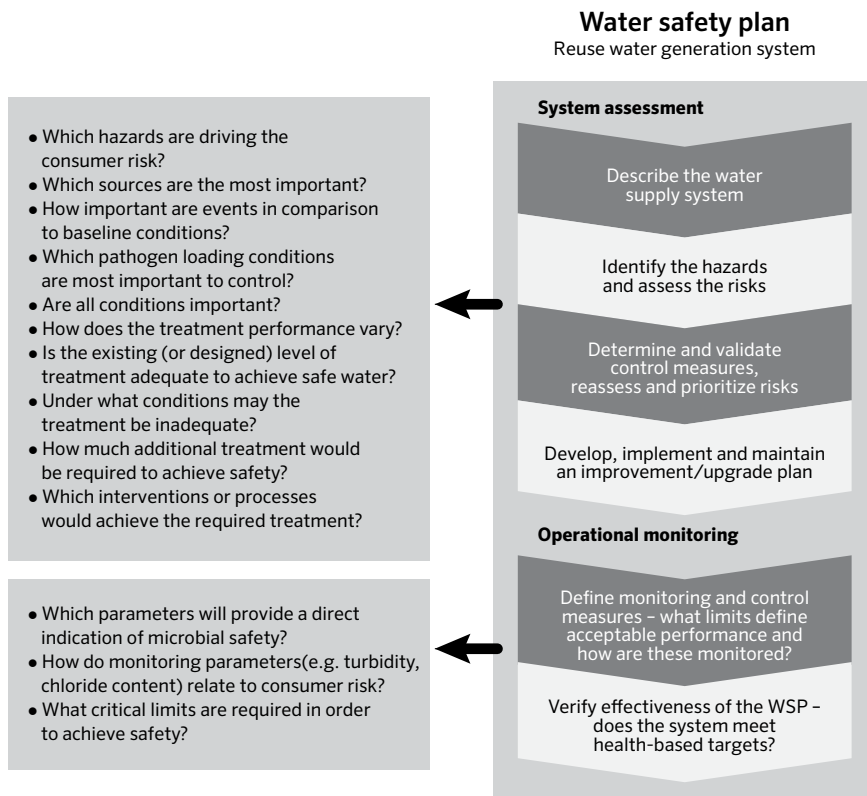 Water safety plan
Reuse water generation system
System assessment
Describe the water
supply system
Identify the hazards
and assess the risks
Determine and validate
control measures,
reassess and prioritize risks
Develop, implement and maintain
an improvement/upgrade plan
● Which hazards are driving the
consumer risk?
● Which sources are the most important?
● How important are events in comparison
to baseline conditions?
● Which pathogen loading conditions
are most important to control?
● Are all conditions important?
● How does the treatment performance vary?
● Is the existing (or designed) level of
treatment adequate to achieve safe water?
● Under what conditions may the
treatment be inadequate?
● How much additional treatment would
be required to achieve safety?
● Which interventions or processes
would achieve the required treatment?
Operational monitoring
Define monitoring and control
measures – what limits define
acceptable performance and
how are these monitored?
Verify effectiveness of the WSP –
does the system meet
health-based targets?
● Which parameters will provide a direct
indication of microbial safety?
● How do monitoring parameters(e.g. turbidity,
chloride content) relate to consumer risk?
● What critical limits are required in order
to achieve safety?